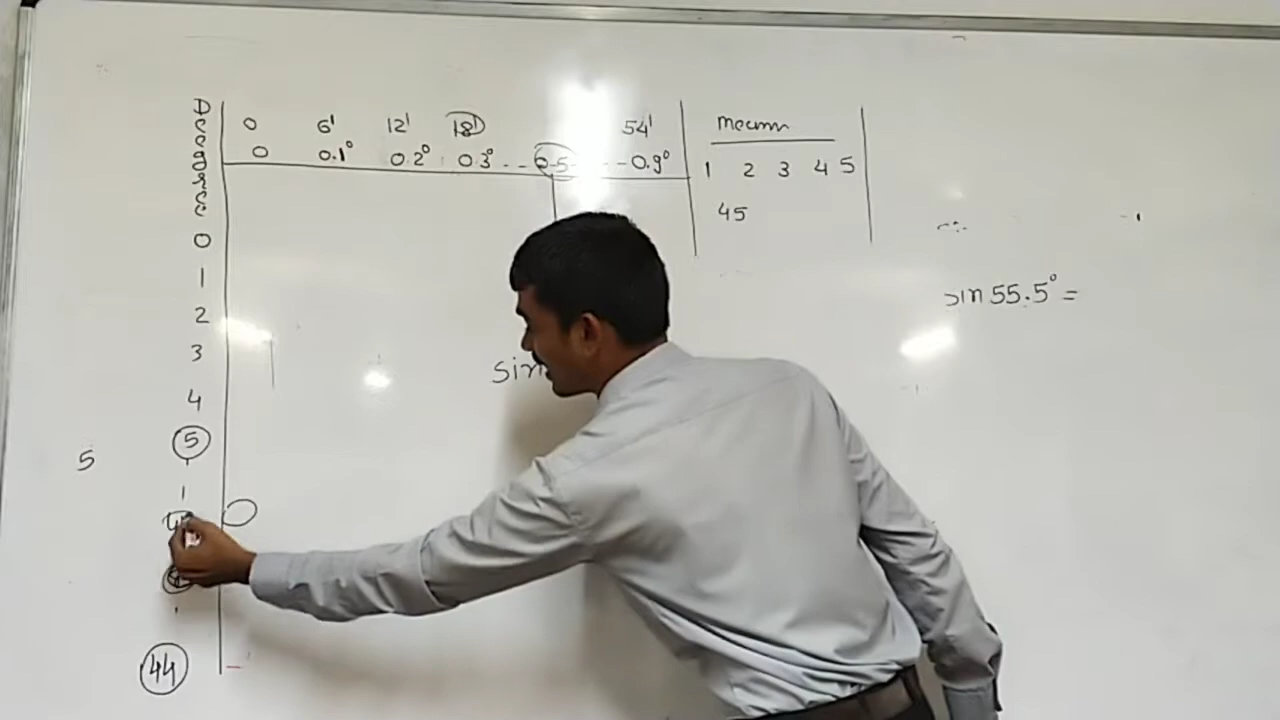 0 6' 12' 18' 54' mean
0 0.1° 0.2° 0.3° .. 0.5 -- 0.9° 1 2 3 4 5
45
0
1
2
sin 55.5° =
3
sin
4
5
5
44